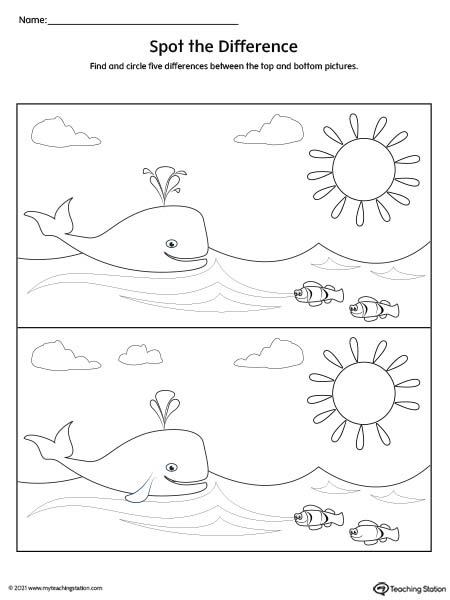 Name:
Spot the Difference
Find and circle five differences between the top and bottom pictures.
© 2021 www.myteachingstation.com
Teaching Station